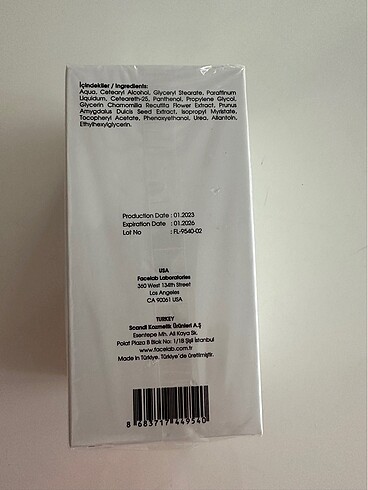 İçindekiler / Ingredients:
Aqua, Cetearyl Alcohol, Glyceryl Stearate, Paraffinum
Liquidum, Ceteareth-25, Panthenol, Propylene Glycol,
Glycerin Chamomilla Recutita Flower Extract, Prunus
Amygdalus Dulcis Seed Extract, Isopropyl Myristate,
Tocopheryl Acetate, Phenoxyethanol, Urea, Allantoin,
Ethylhexylglycerin.
Production Date : 01.2023
Expiration Date : 01.2026
Lot No : FL-9540-02
USA
Facelab Laboratories
360 West 134th Street
Los Angeles
CA 90061 USA
TURKEY
Scandi Kozmetik Ürünleri A.Ş
Esentepe Mh. Ali Kaya Sk.
Polat Plaza B Blok No: 1/18 Şişli İstanbul
www.facelab.com.tr
Made in Türkiye. Türkiye'de üretilmiştir.
8 683717 449540